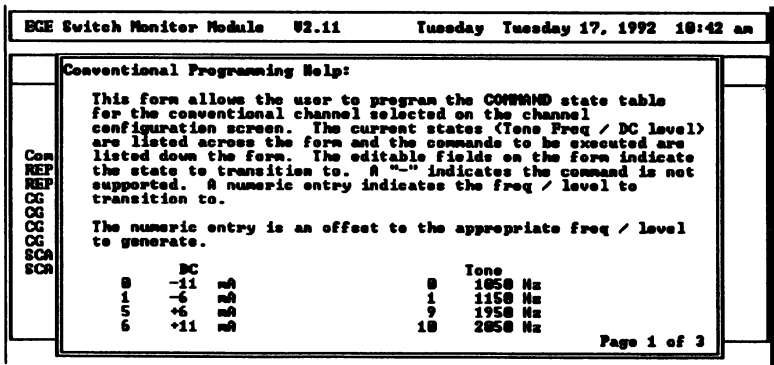 EGE Switch Monitor Module V2.11 Tuesday Tuesday 17, 1992 10:42 am
Conventional Programming Help:
This form allows the user to program the COMMAND state table
for the conventional channel selected on the channel
configuration screen. The current states (Tone Freq / DC level)
are listed across the form and the commands to be executed are
listed down the form. The editable fields on the form indicate
the state to transition to. A "-" indicates the command is not
supported. A numeric entry indicates the freq / level to
transition to.
The numeric entry is an offset to the appropriate freq / level
to generate.
DC Tone
0 -11 mA 0 1050 Hz
1 -6 mA 1 1150 Hz
5 +6 mA 9 1950 Hz
6 +11 mA 10 2050 Hz
Page 1 of 3
Com
REP
REP
CG
CG
CG
CG
SCA
SCA